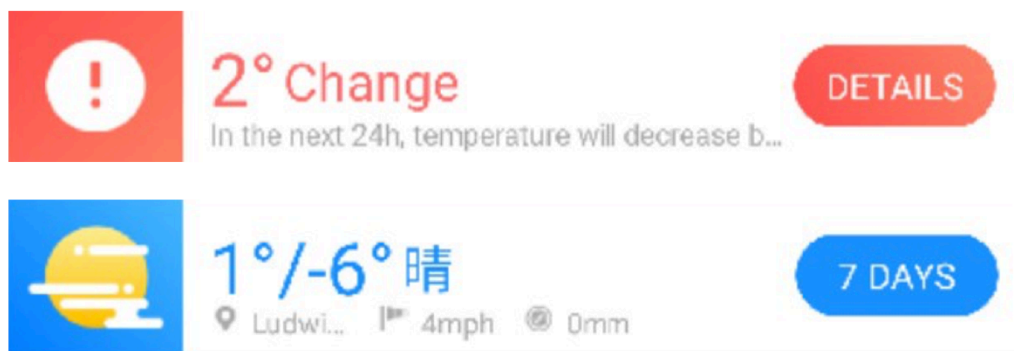 2° Change
In the next 24h, temperature will decrease b...
DETAILS
1°/-6° 晴
Ludwi... 4mph 0mm
7 DAYS